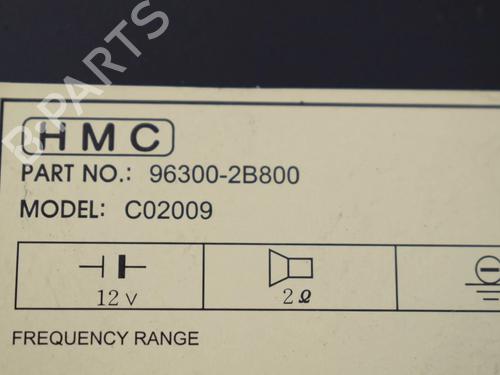 HMC
PART NO.: 96300-2B800
MODEL: C02009
12 v
2 Ω
FREQUENCY RANGE
B-PARTS